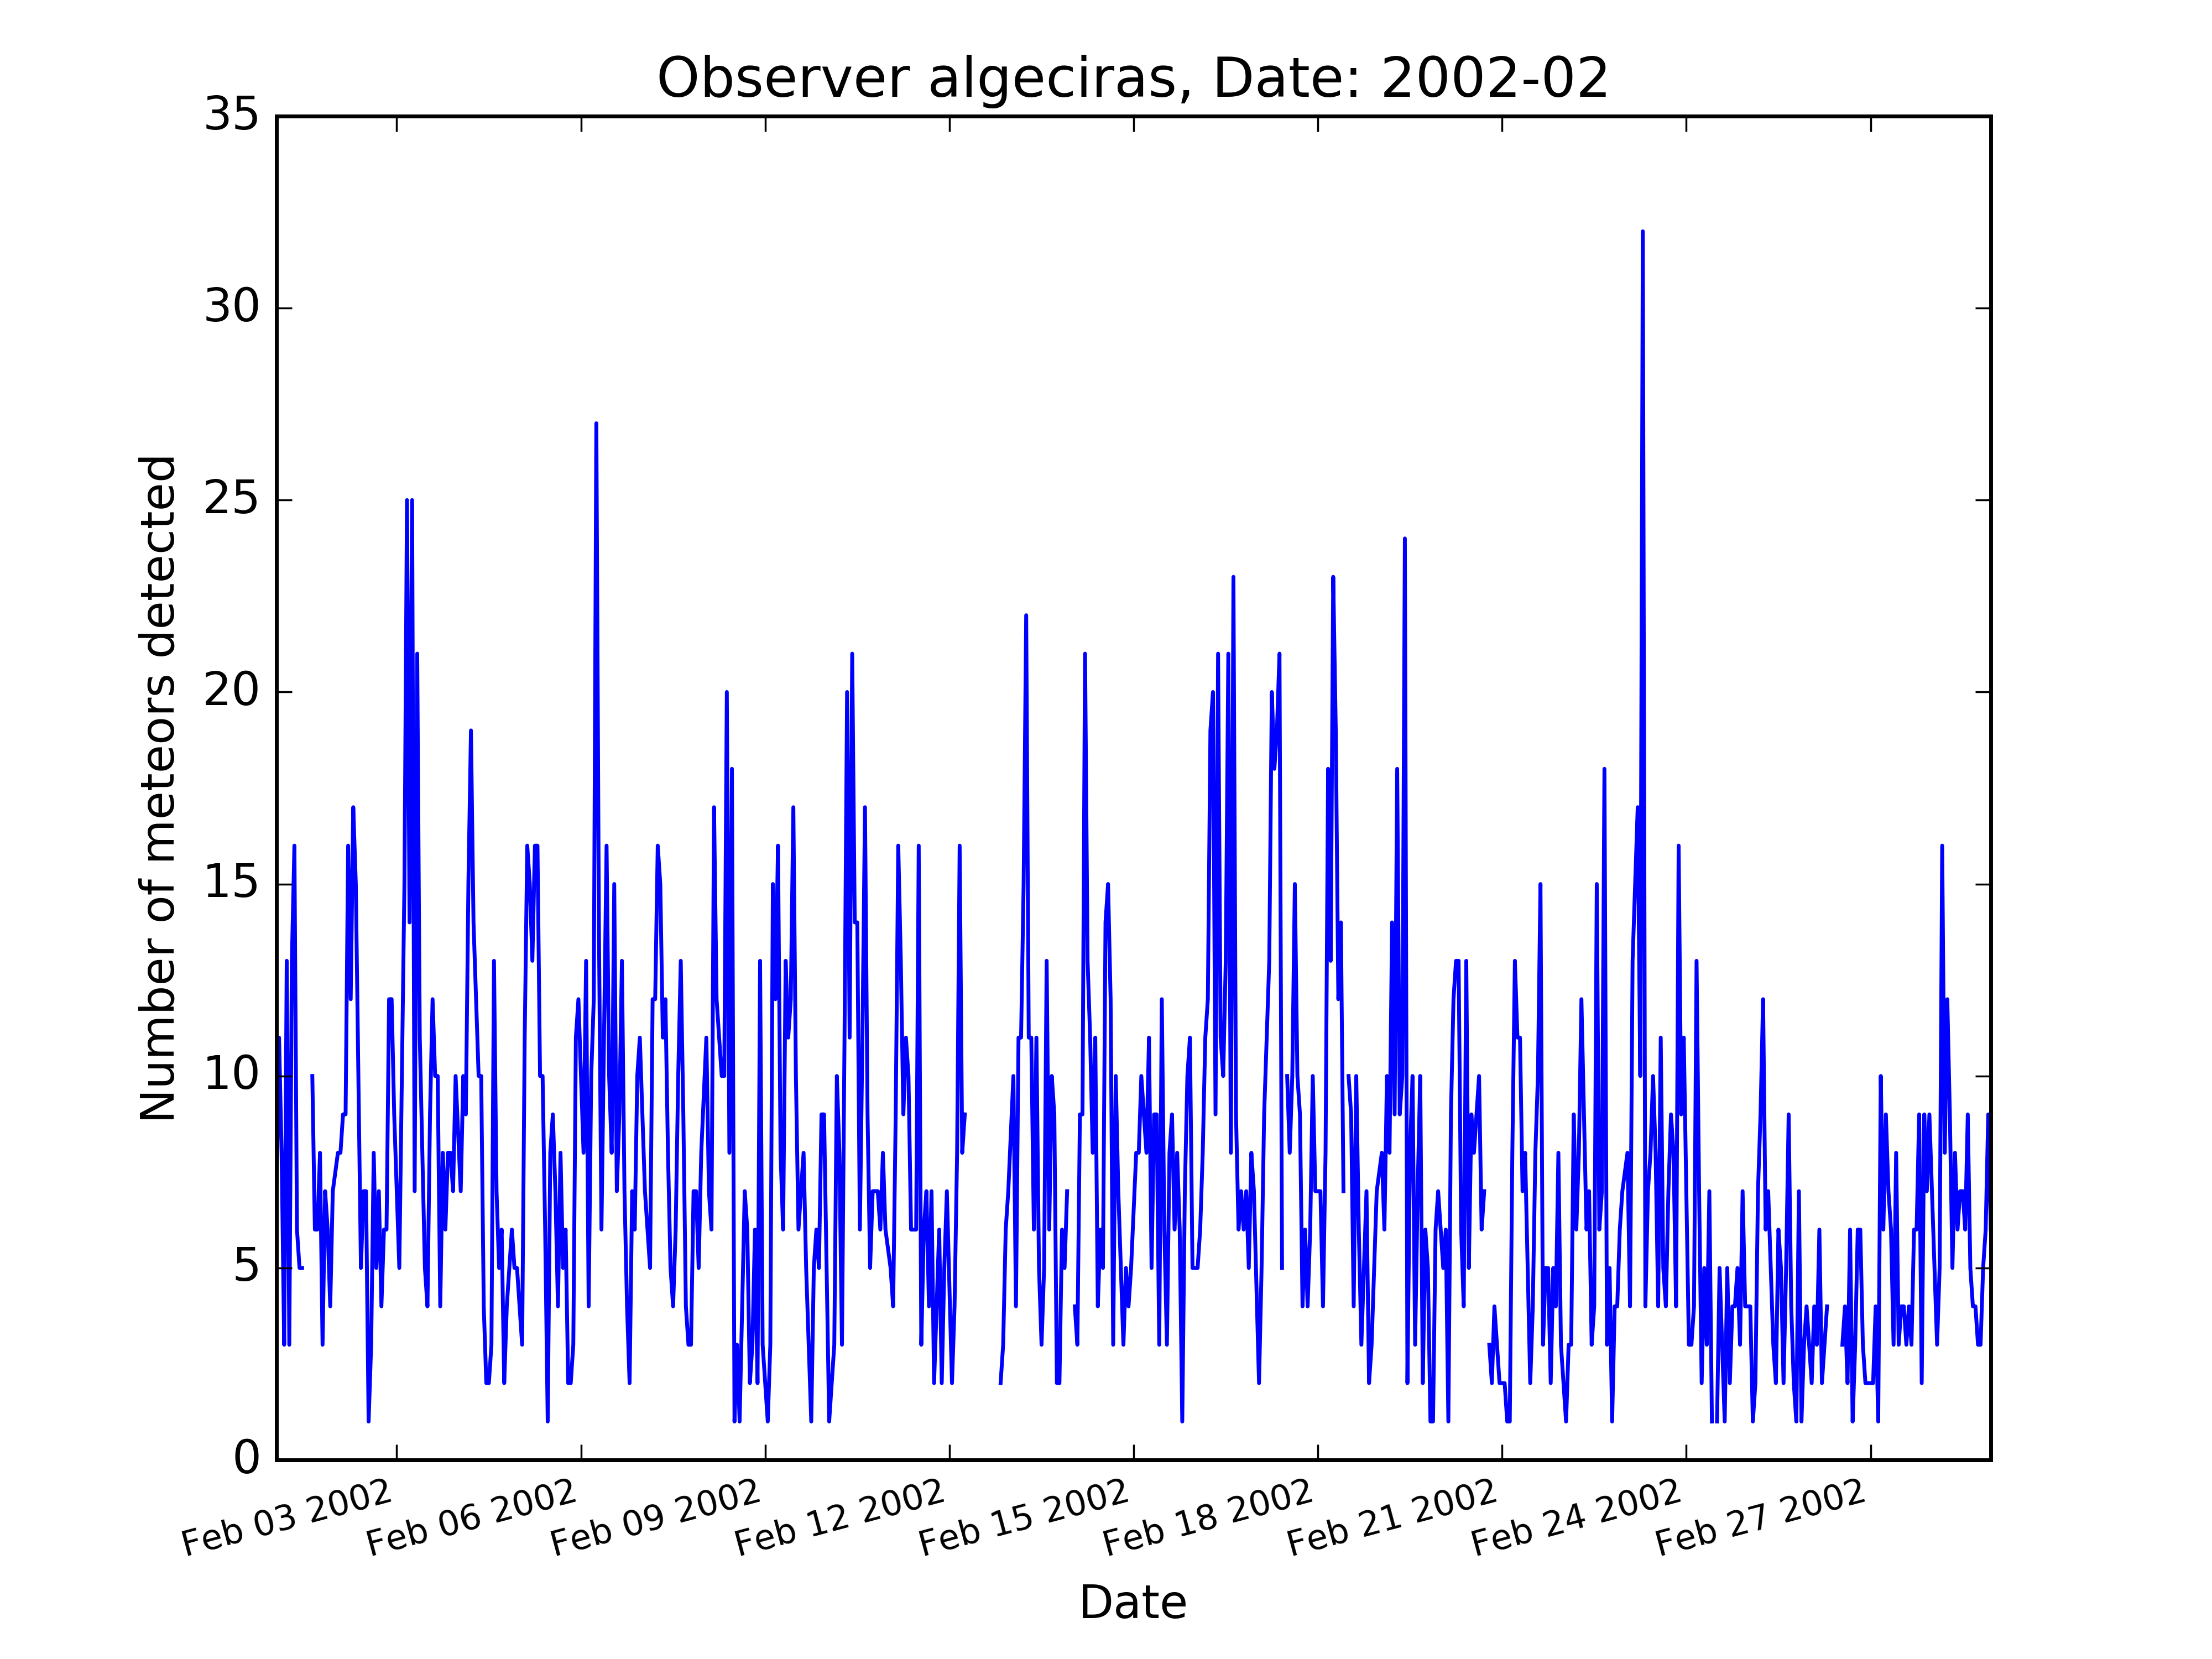 Observer algeciras, Date: 2002-02
35
30
25
20
15
10
5
0
Number of meteors detected
Feb 03 2002
Feb 06 2002
Feb 09 2002
Feb 12 2002
Feb 15 2002
Feb 18 2002
Feb 21 2002
Feb 24 2002
Feb 27 2002
Date